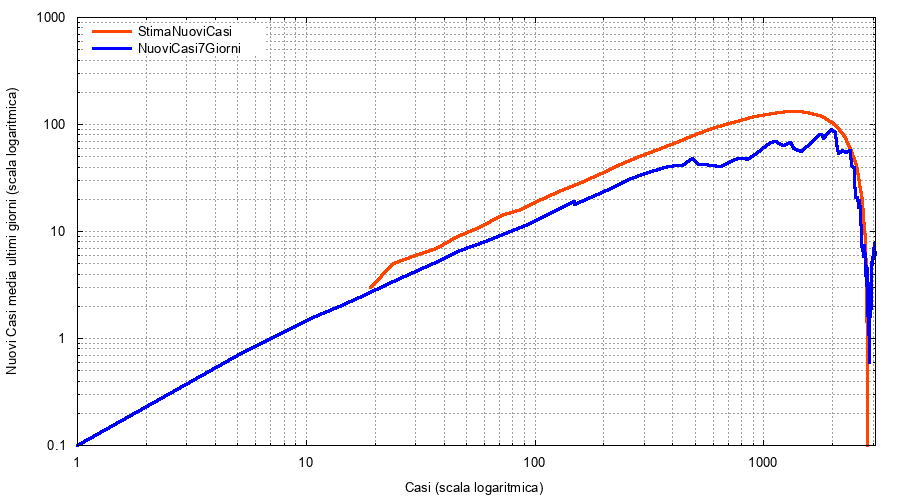 1000
100
10
1
0.1
StimaNuoviCasi
NuoviCasi7Giorni
Nuovi Casi media ultimi giorni (scala logaritmica)
1 10 100 1000
Casi (scala logaritmica)